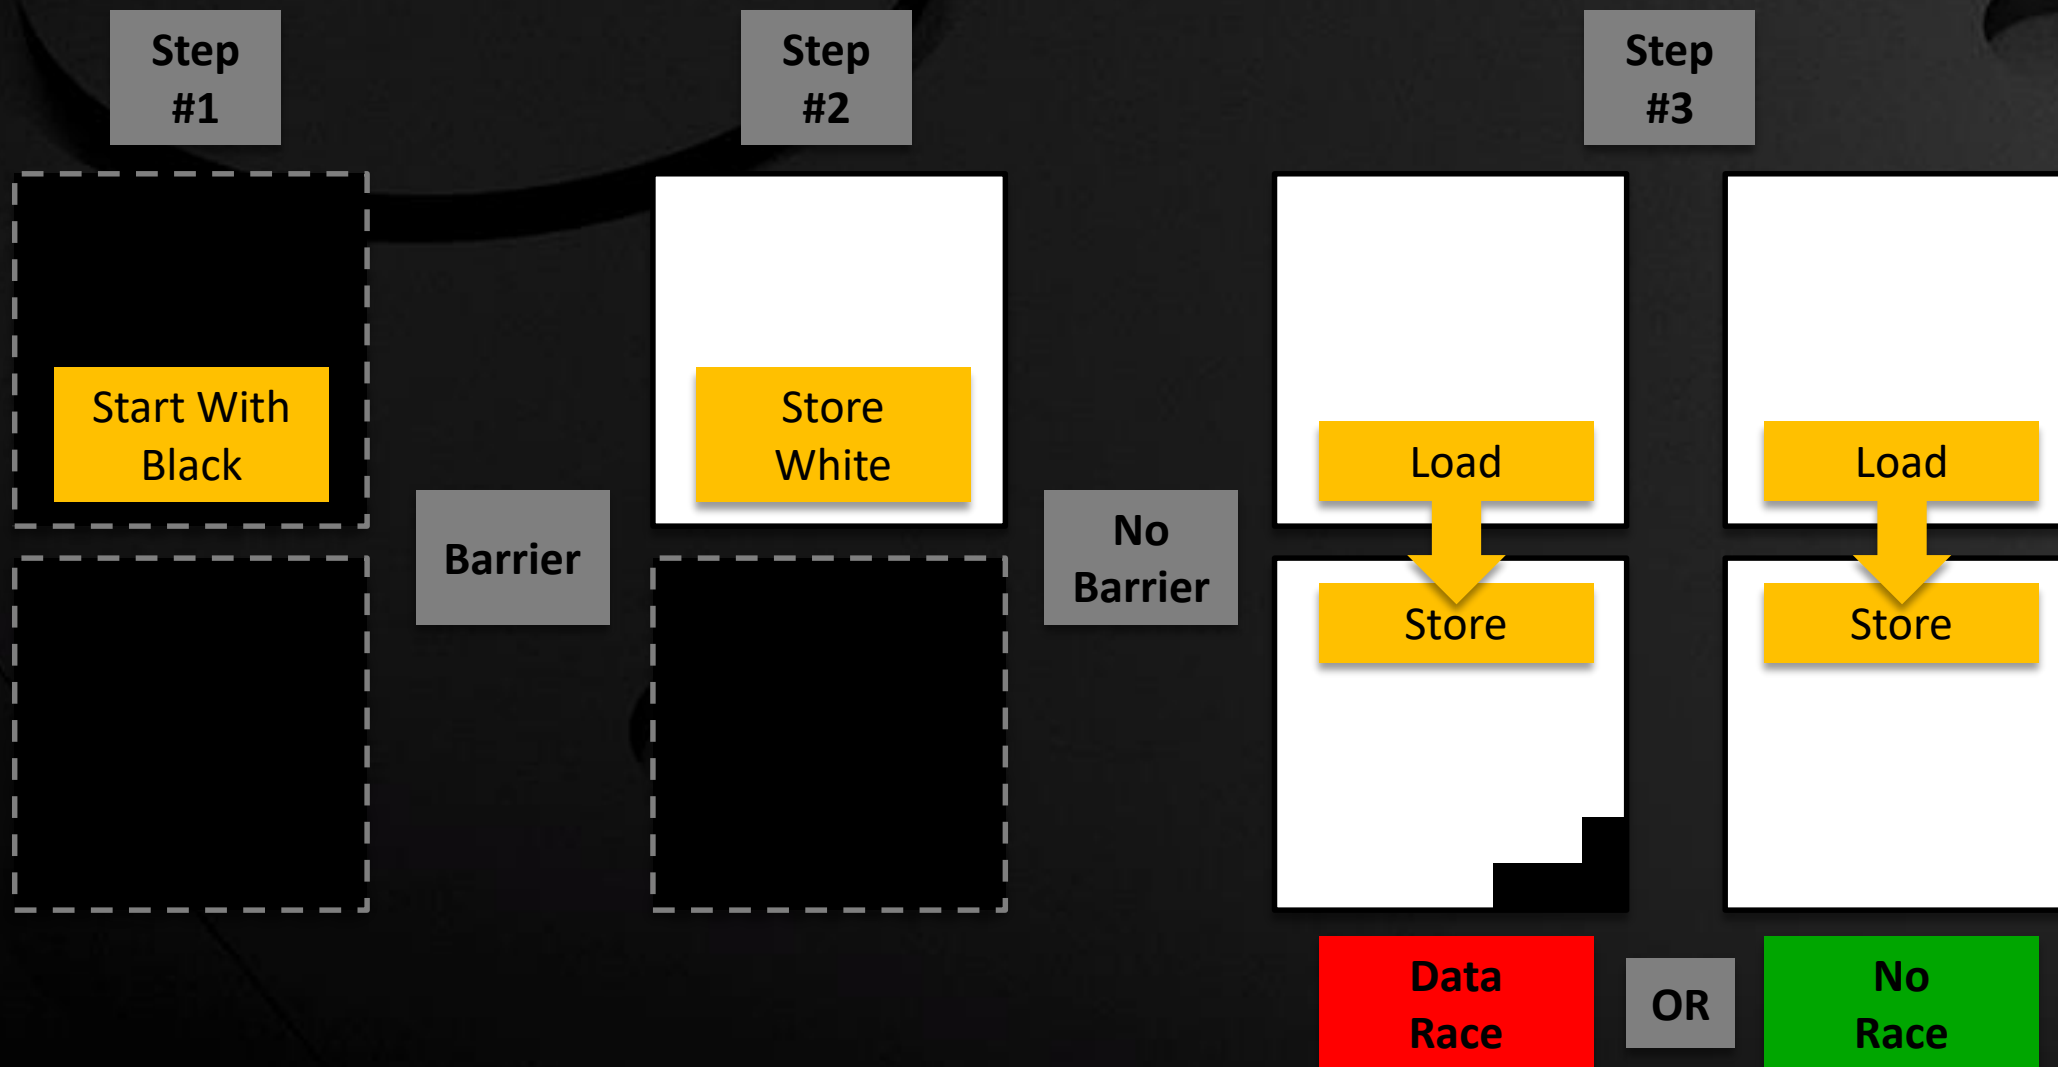 Step
#1
Step
#2
Step
#3
Start With
Black
Barrier
Store
White
No
Barrier
Load
Store
Load
Store
Data
Race
OR
No
Race